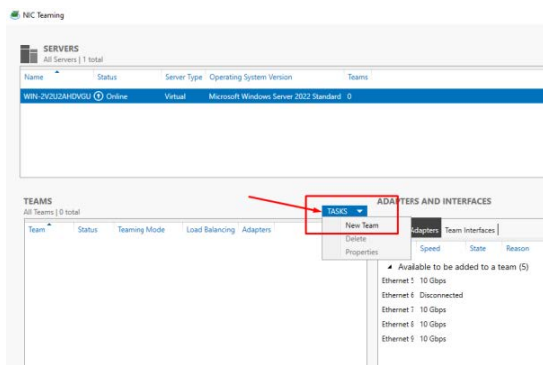 NIC Teaming
SERVERS
All Servers | 1 total
Name Status Server Type Operating System Version Teams
WIN-2V2U2AHDVGU Online Virtual Microsoft Windows Server 2022 Standard 0
TEAMS
All Teams | 0 total
TASKS
Team Status Teaming Mode Load Balancing Adapters
New Team
Delete
Properties
ADAPTERS AND INTERFACES
Adapters Team Interfaces
Speed State Reason
Available to be added to a team (5)
Ethernet 5 10 Gbps
Ethernet 6 Disconnected
Ethernet 7 10 Gbps
Ethernet 8 10 Gbps
Ethernet 9 10 Gbps